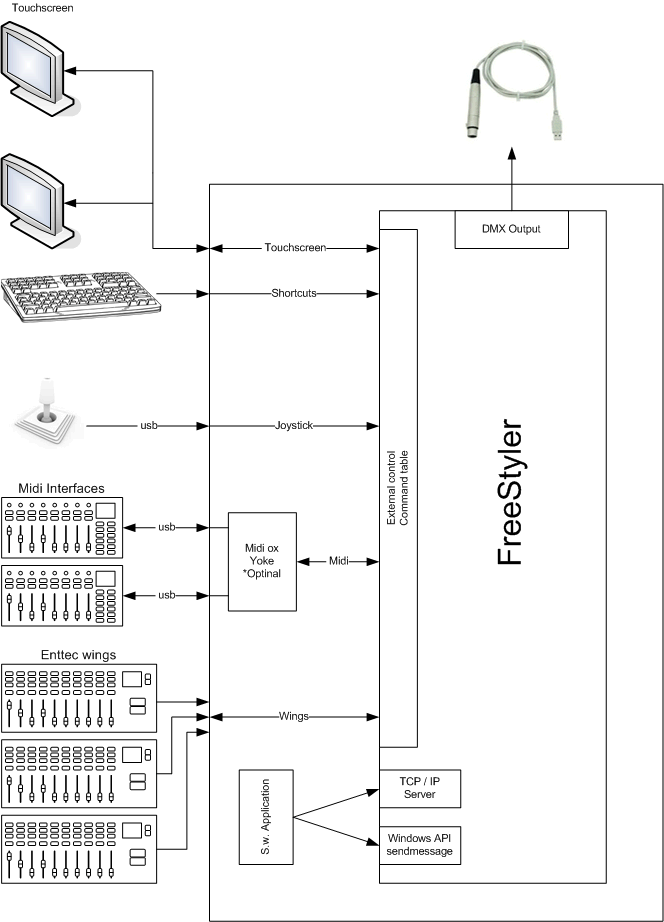 Touchscreen
DMX Output
Touchscreen
Shortcuts
usb
Joystick
External control
Command table
FreeStyler
Midi Interfaces
usb
Midi ox
Yoke
*Optinal
Midi
usb
Enttec wings
Wings
S.w. Application
TCP / IP
Server
Windows API
sendmessage